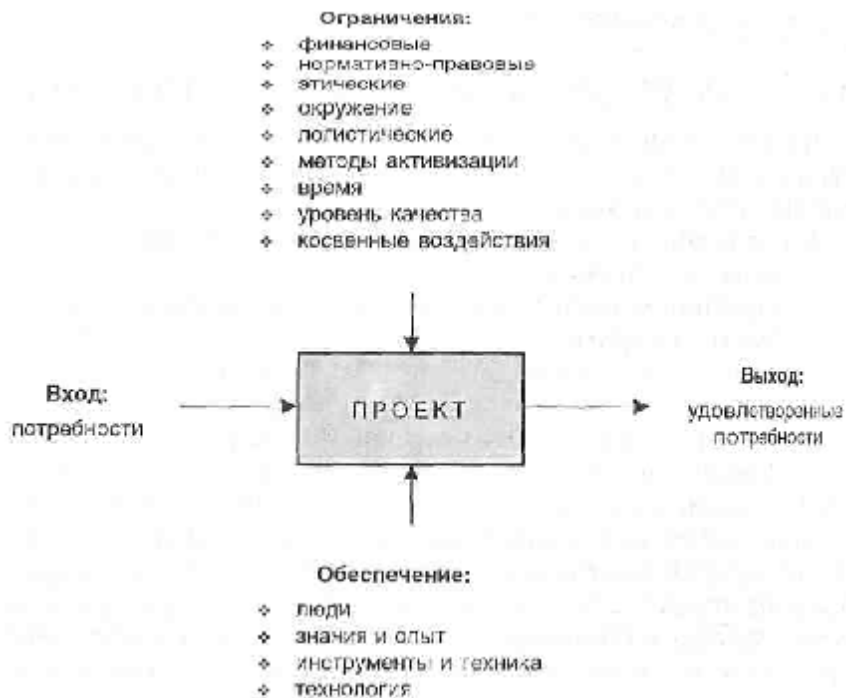 Ограничения:
❖ финансовые
❖ нормативно-правовые
❖ этические
❖ окружение
❖ логистические
❖ методы активизации
❖ время
❖ уровень качества
❖ косвенные воздействия
Вход:
потребности
ПРОЕКТ
Выход:
удовлетворенные
потребности
Обеспечение:
❖ люди
❖ знания и опыт
❖ инструменты и техника
❖ технология